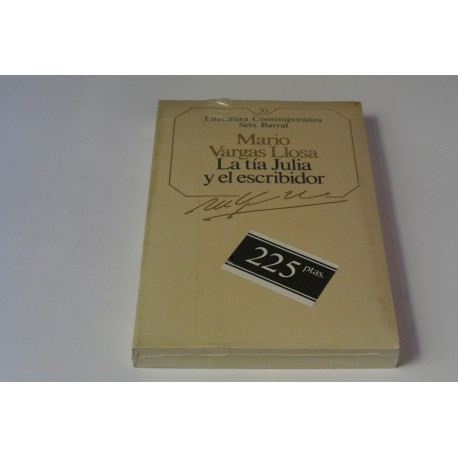 Literatura Contemporánea
Seix Barral
Mario
Vargas Llosa
La tía Julia
y el escribidor
225 ptas.